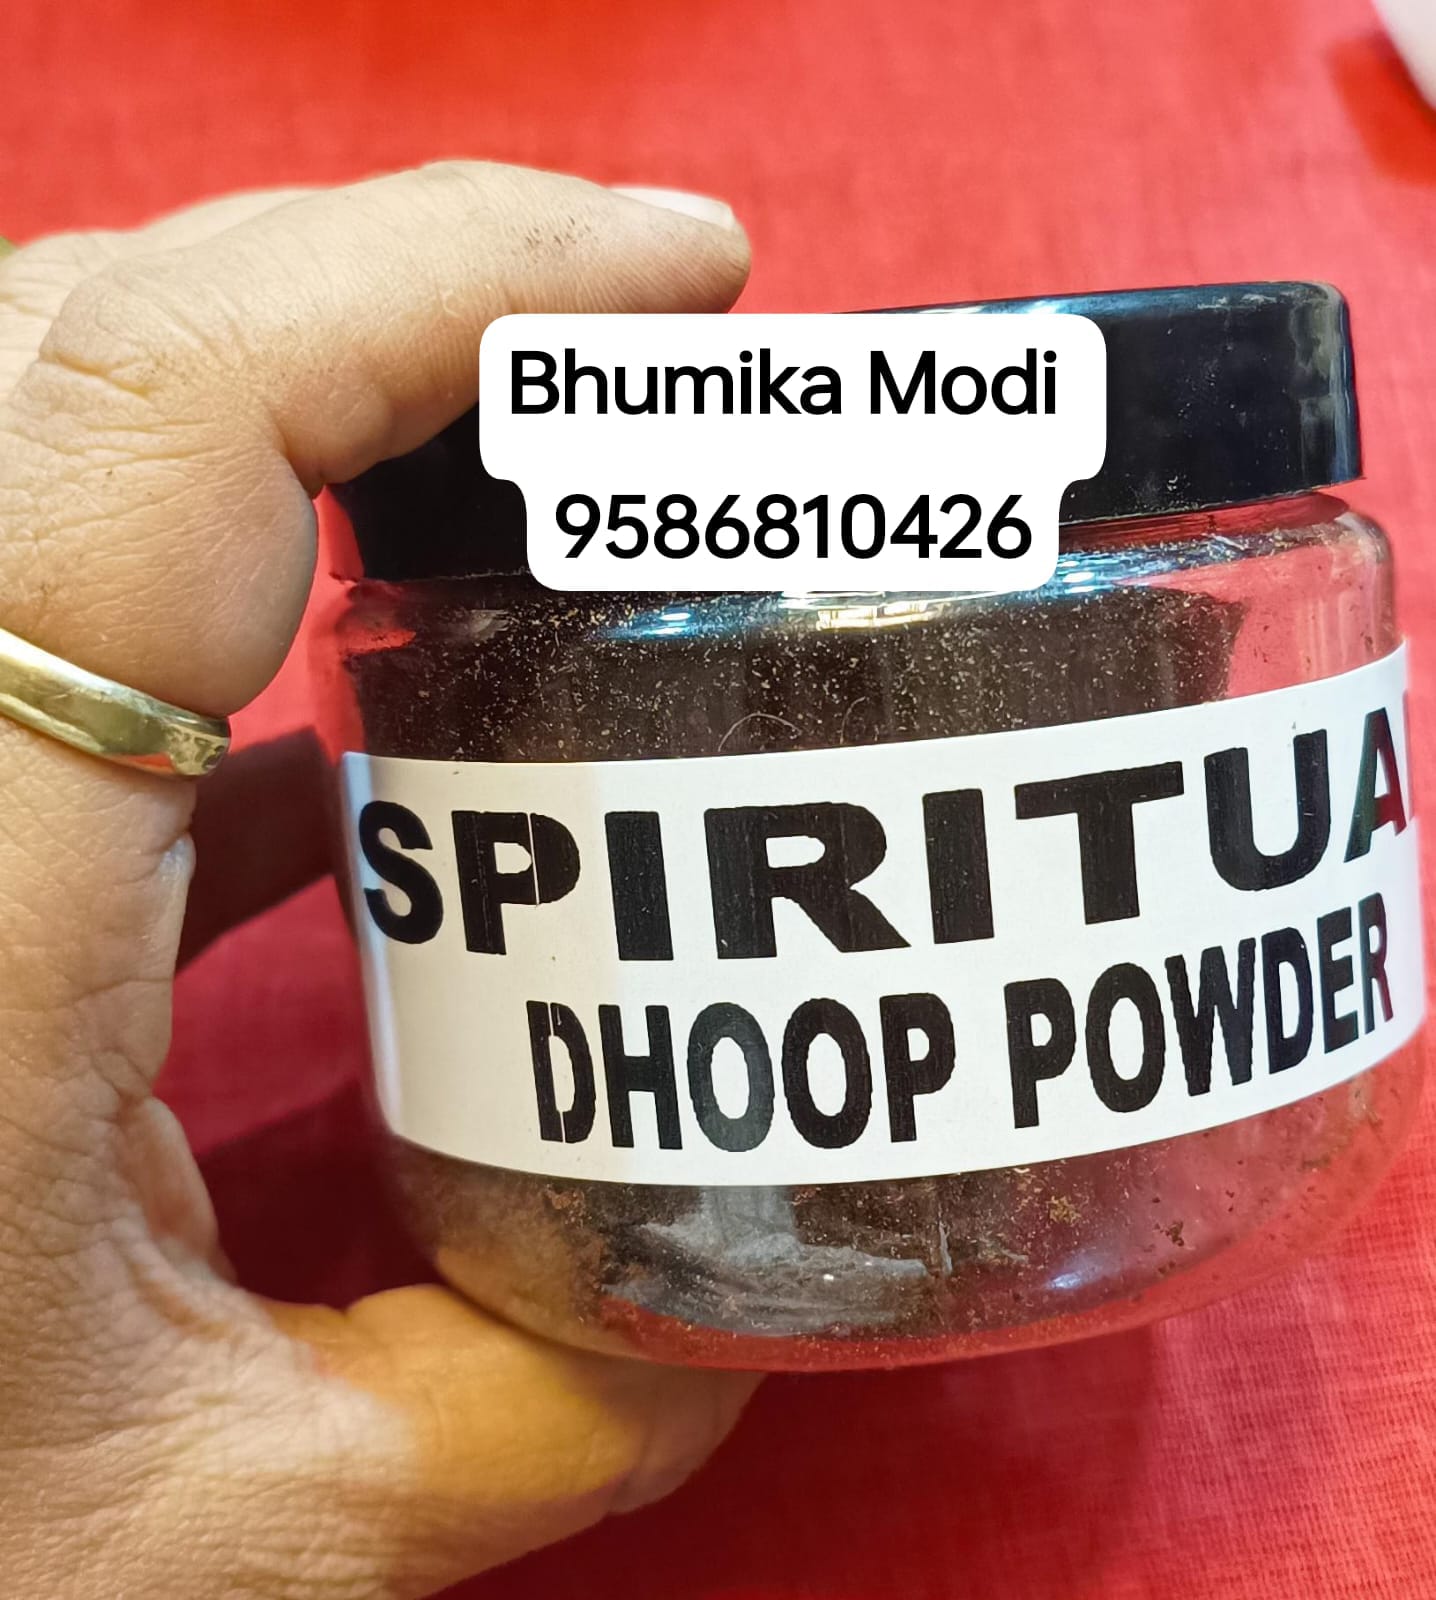 Bhumika Modi
9586810426
SPIRITUA
DHOOP POWDER